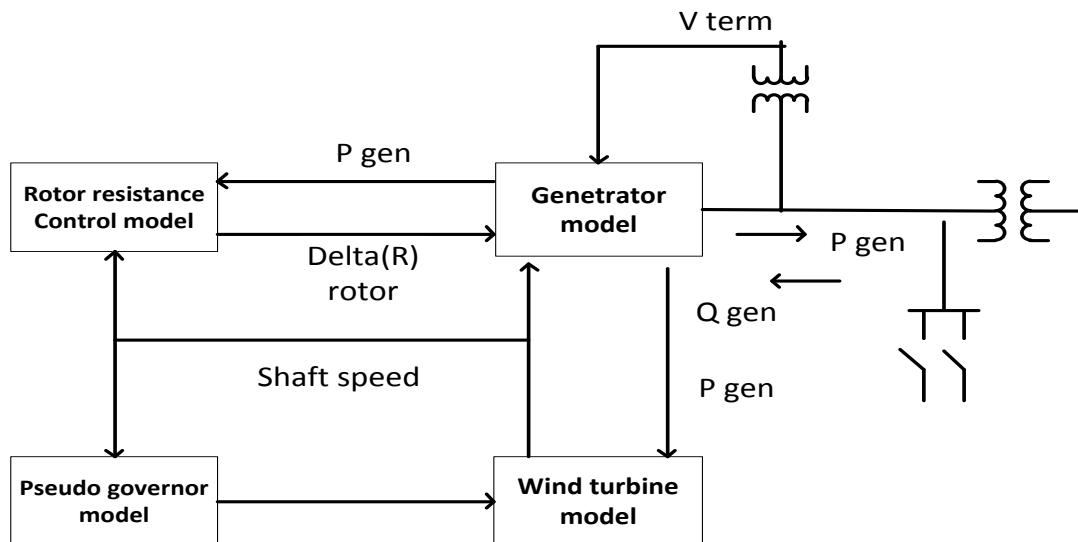 V term
P gen
Rotor resistance
Control model
Genetrator
model
Delta(R)
rotor
P gen
Q gen
Shaft speed
P gen
Pseudo governor
model
Wind turbine
model